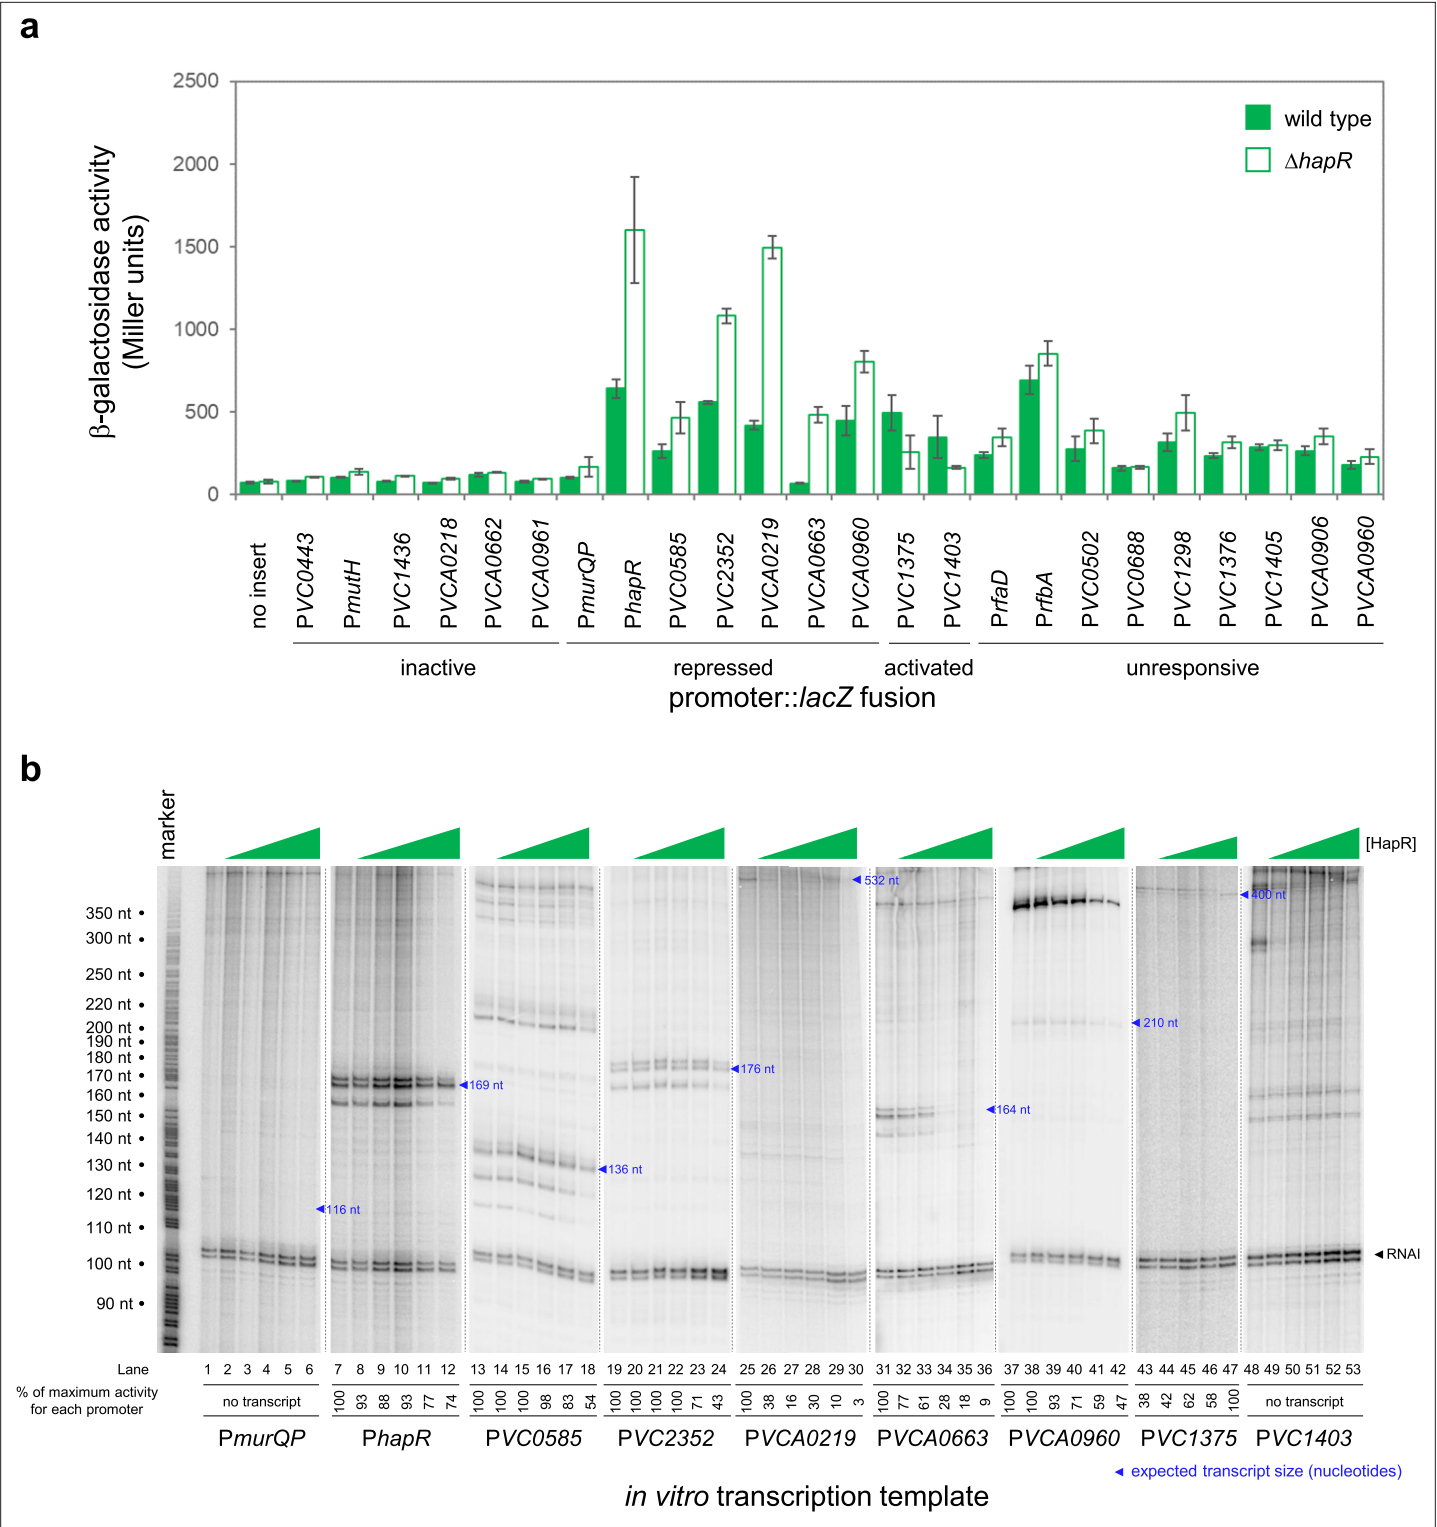 a
β-galactosidase activity
(Miller units)
2500
2000
1500
1000
500
0
wild type
ΔhapR
no insert
PVC0443
PmutH
PVC1436
PVCA0218
PVCA0662
PVCA0961
PmurQP
PhapR
PVC0585
PVC2352
PVCA0219
PVCA0663
PVCA0960
PVC1375
PVC1403
PrfaD
PrfbA
PVC0502
PVC0688
PVC1298
PVC1376
PVC1405
PVCA0906
PVCA0960
inactive
repressed
activated
unresponsive
promoter::lacZ fusion
b
marker
[HapR]
350 nt •
300 nt •
250 nt •
220 nt •
200 nt •
190 nt •
180 nt •
170 nt •
160 nt •
150 nt •
140 nt •
130 nt •
120 nt •
110 nt •
100 nt •
90 nt •
◄116 nt
◄169 nt
◄136 nt
◄176 nt
◄532 nt
◄164 nt
◄210 nt
◄400 nt
◄RNAI
Lane 1 2 3 4 5 6 7 8 9 10 11 12 13 14 15 16 17 18 19 20 21 22 23 24 25 26 27 28 29 30 31 32 33 34 35 36 37 38 39 40 41 42 43 44 45 46 47 48 49 50 51 52 53
% of maximum activity
for each promoter
no transcript 100 93 88 93 77 74 100 100 100 98 83 54 100 100 100 100 71 43 100 38 16 30 10 3 100 77 61 28 18 9 100 100 93 71 59 47 38 42 62 58 100 no transcript
PmurQP PhapR PVC0585 PVC2352 PVCA0219 PVCA0663 PVCA0960 PVC1375 PVC1403
◄ expected transcript size (nucleotides)
in vitro transcription template